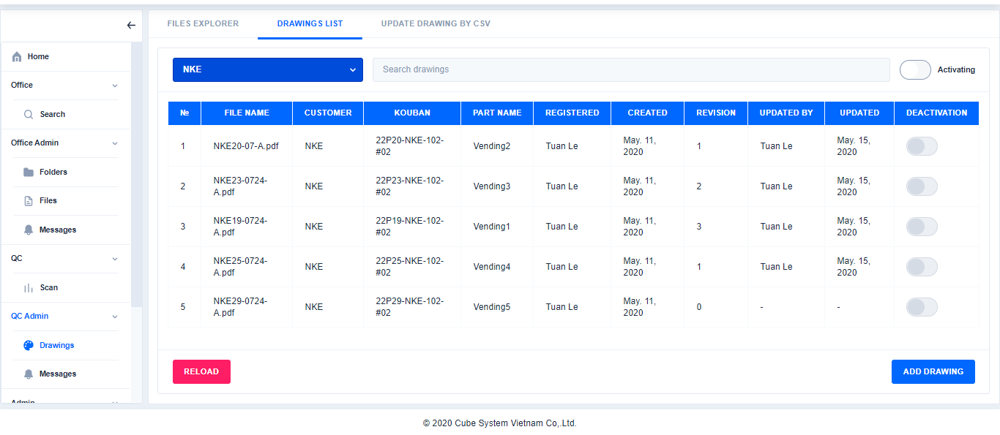 FILES EXPLORER
DRAWINGS LIST
UPDATE DRAWING BY CSV
Home
Office
Search
Office Admin
Folders
Files
Messages
QC
Scan
QC Admin
Drawings
Messages
Admin
NKE
Search drawings
Activating
№ FILE NAME CUSTOMER KOUBAN PART NAME REGISTERED CREATED REVISION UPDATED BY UPDATED DEACTIVATION
1 NKE20-07-A.pdf NKE 22P20-NKE-102-#02 Vending2 Tuan Le May. 11, 2020 1 Tuan Le May. 15, 2020
2 NKE23-0724-A.pdf NKE 22P23-NKE-102-#02 Vending3 Tuan Le May. 11, 2020 2 Tuan Le May. 15, 2020
3 NKE19-0724-A.pdf NKE 22P19-NKE-102-#02 Vending1 Tuan Le May. 11, 2020 3 Tuan Le May. 15, 2020
4 NKE25-0724-A.pdf NKE 22P25-NKE-102-#02 Vending4 Tuan Le May. 11, 2020 1 Tuan Le May. 15, 2020
5 NKE29-0724-A.pdf NKE 22P29-NKE-102-#02 Vending5 Tuan Le May. 11, 2020 0 - -
RELOAD
ADD DRAWING
© 2020 Cube System Vietnam Co,.Ltd.